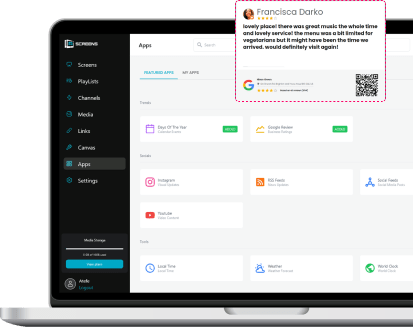 Francisca Darko
lovely place! there was great music the whole time
and lovely service! the menu was a bit limited for
vegetarians but it might have been the time we
arrived. would definitely visit again!
SCREENS
Apps
Search
Screens
PlayLists
Channels
Media
Links
Canvas
Apps
Settings
FEATURED APPS
MY APPS
Trends
Days Of The Year
Google Review
Socials
Instagram
RSS Feeds
Social Feeds
Youtube
Tools
Local Time
Local Time
Weather
World Clock
Media Storage
View plans
Logout